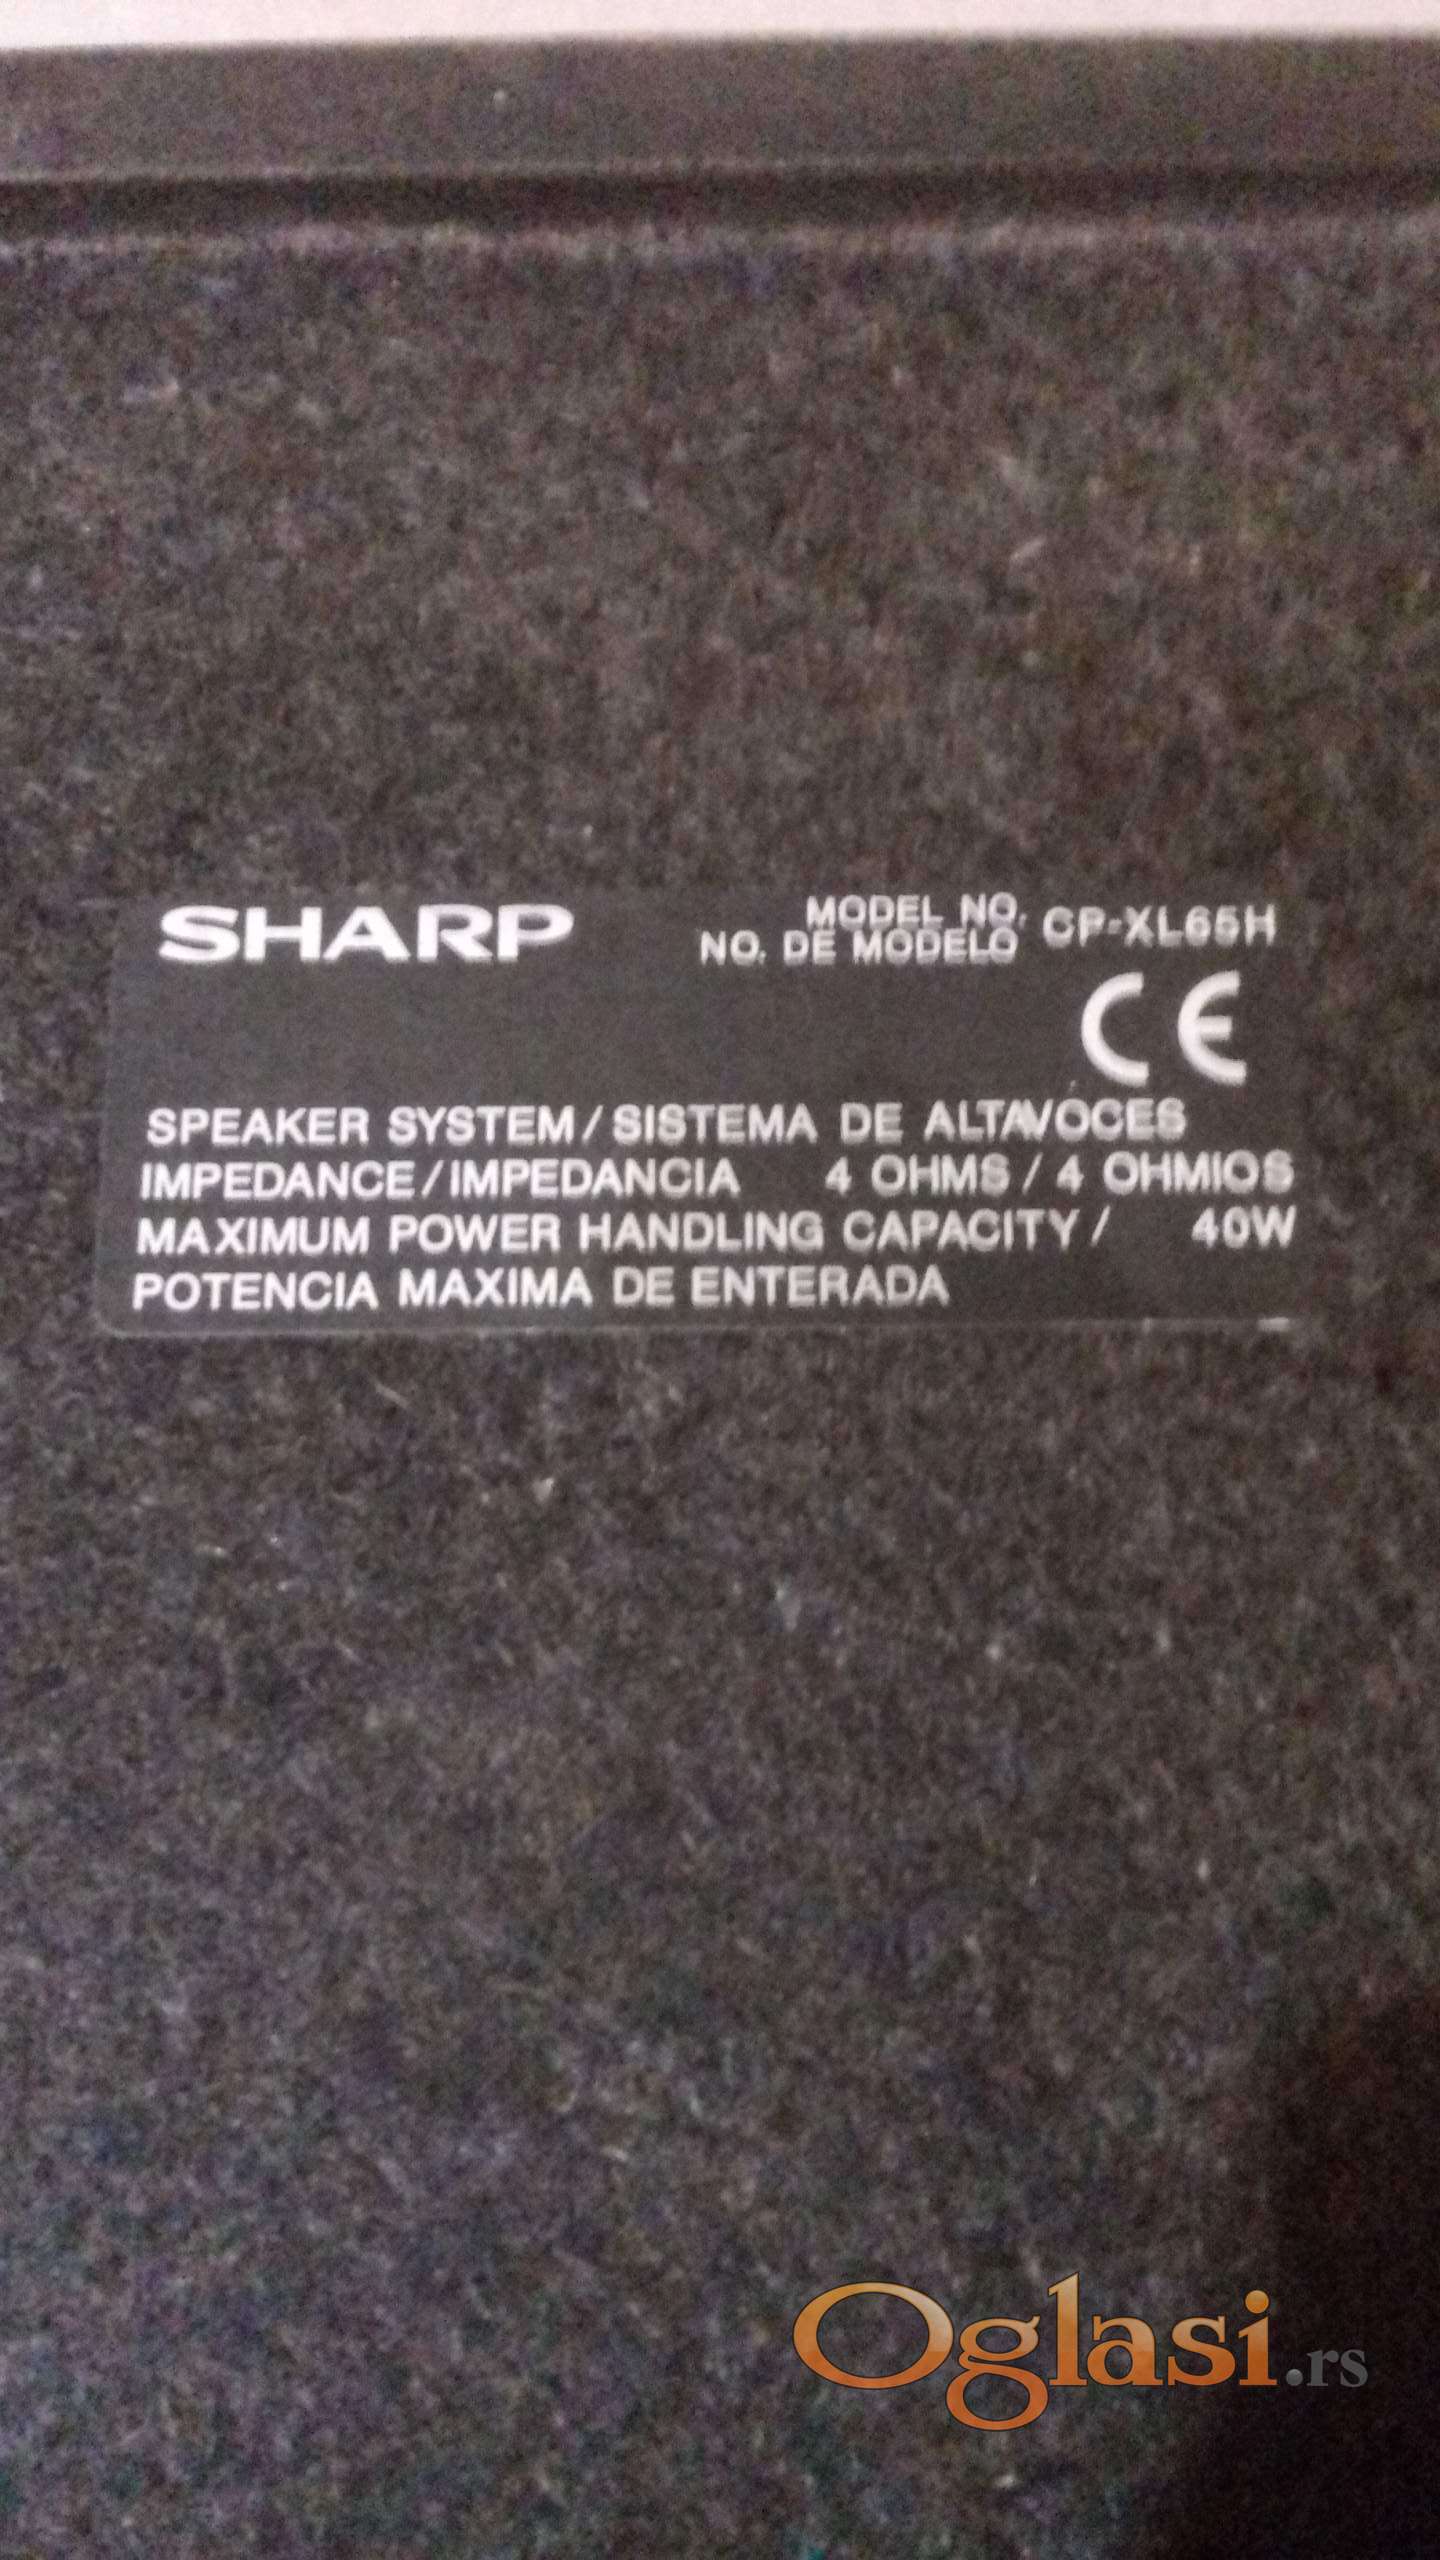 SHARP
MODEL NO.
NO. DE MODELO
CP-XL65H
CE
SPEAKER SYSTEM/SISTEMA DE ALTAVOCES
IMPEDANCE/IMPEDANCIA 4 OHMS/4 OHMIOS
MAXIMUM POWER HANDLING CAPACITY/ 40W
POTENCIA MAXIMA DE ENTERADA
Oglasi.rs